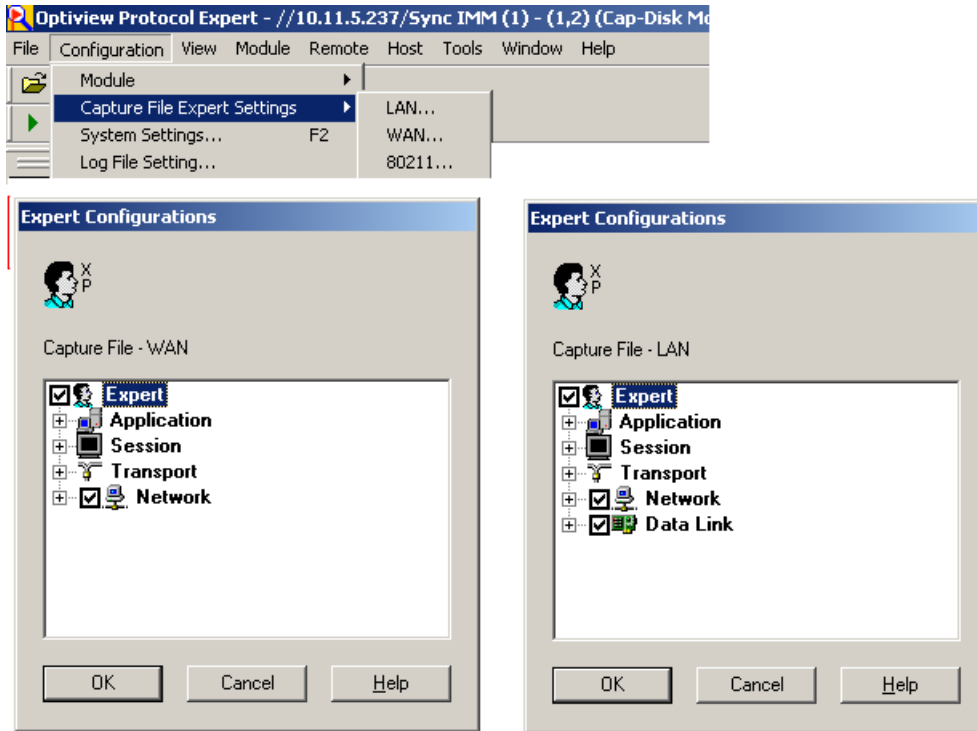 Optiview Protocol Expert - //10.11.5.237/Sync IMM (1) - (1,2) (Cap-Disk Mo
File Configuration View Module Remote Host Tools Window Help
Module
Capture File Expert Settings
System Settings... F2
Log File Setting...
LAN...
WAN...
80211...
Expert Configurations
X
P
Capture File - WAN
Expert
Application
Session
Transport
Network
OK Cancel Help
Expert Configurations
X
P
Capture File - LAN
Expert
Application
Session
Transport
Network
Data Link
OK Cancel Help